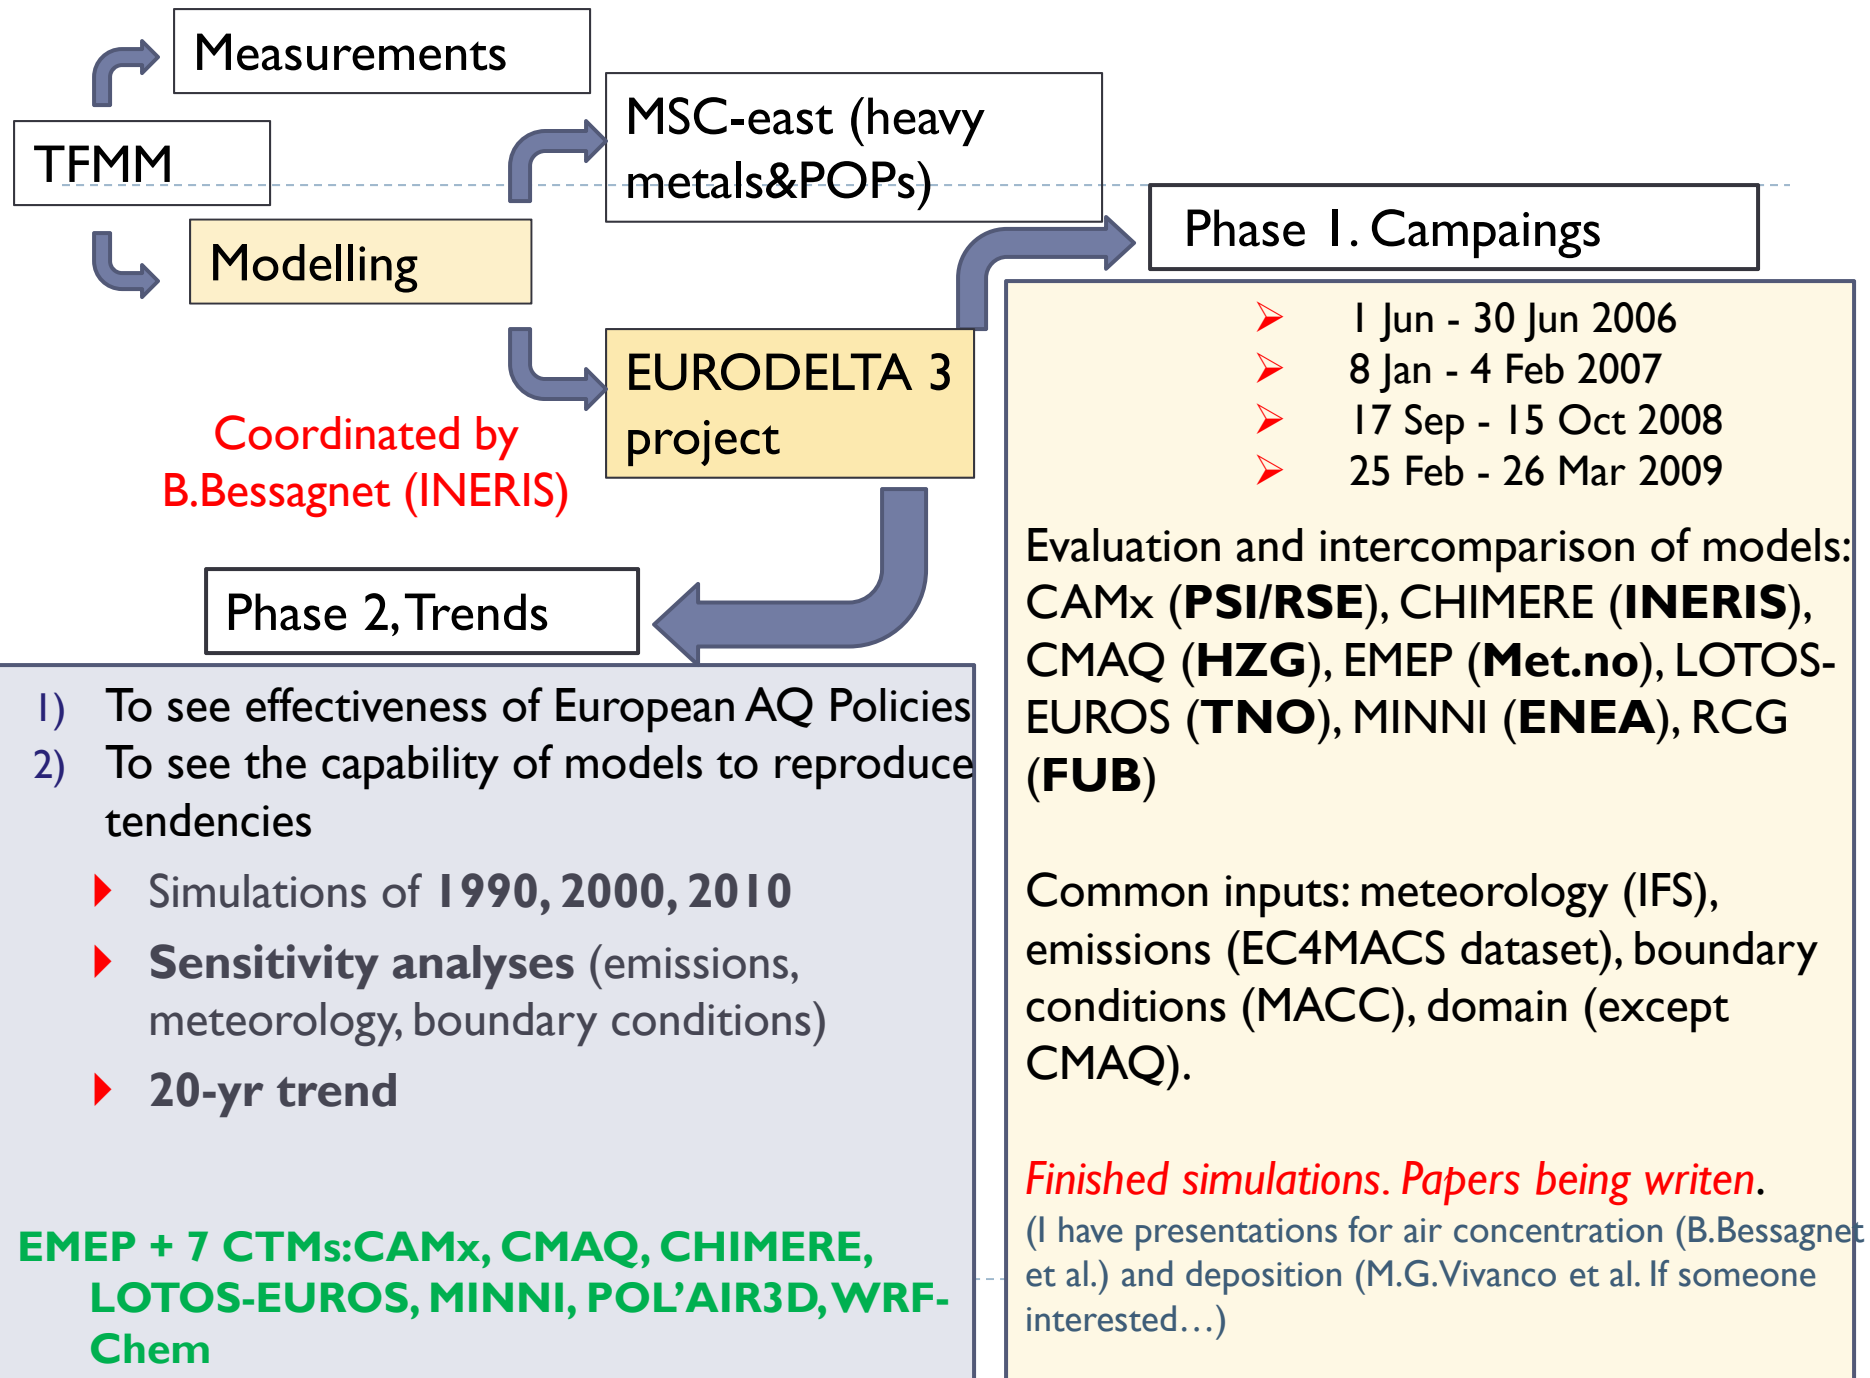 Measurements
TFMM
MSC-east (heavy
metals&POPs)
Modelling
EURODELTA 3
project
Coordinated by
B.Bessagnet (INERIS)
Phase 1. Campaings
1 Jun - 30 Jun 2006
8 Jan - 4 Feb 2007
17 Sep - 15 Oct 2008
25 Feb - 26 Mar 2009
Evaluation and intercomparison of models:
CAMx (PSI/RSE), CHIMERE (INERIS),
CMAQ (HZG), EMEP (Met.no), LOTOS-
EUROS (TNO), MINNI (ENEA), RCG
(FUB)
Common inputs: meteorology (IFS),
emissions (EC4MACS dataset), boundary
conditions (MACC), domain (except
CMAQ).
Finished simulations. Papers being writen.
(I have presentations for air concentration (B.Bessagnet
et al.) and deposition (M.G.Vivanco et al. If someone
interested…)
Phase 2, Trends
1) To see effectiveness of European AQ Policies
2) To see the capability of models to reproduce
tendencies
Simulations of 1990, 2000, 2010
Sensitivity analyses (emissions,
meteorology, boundary conditions)
20-yr trend
EMEP + 7 CTMs:CAMx, CMAQ, CHIMERE,
LOTOS-EUROS, MINNI, POL’AIR3D, WRF-
Chem